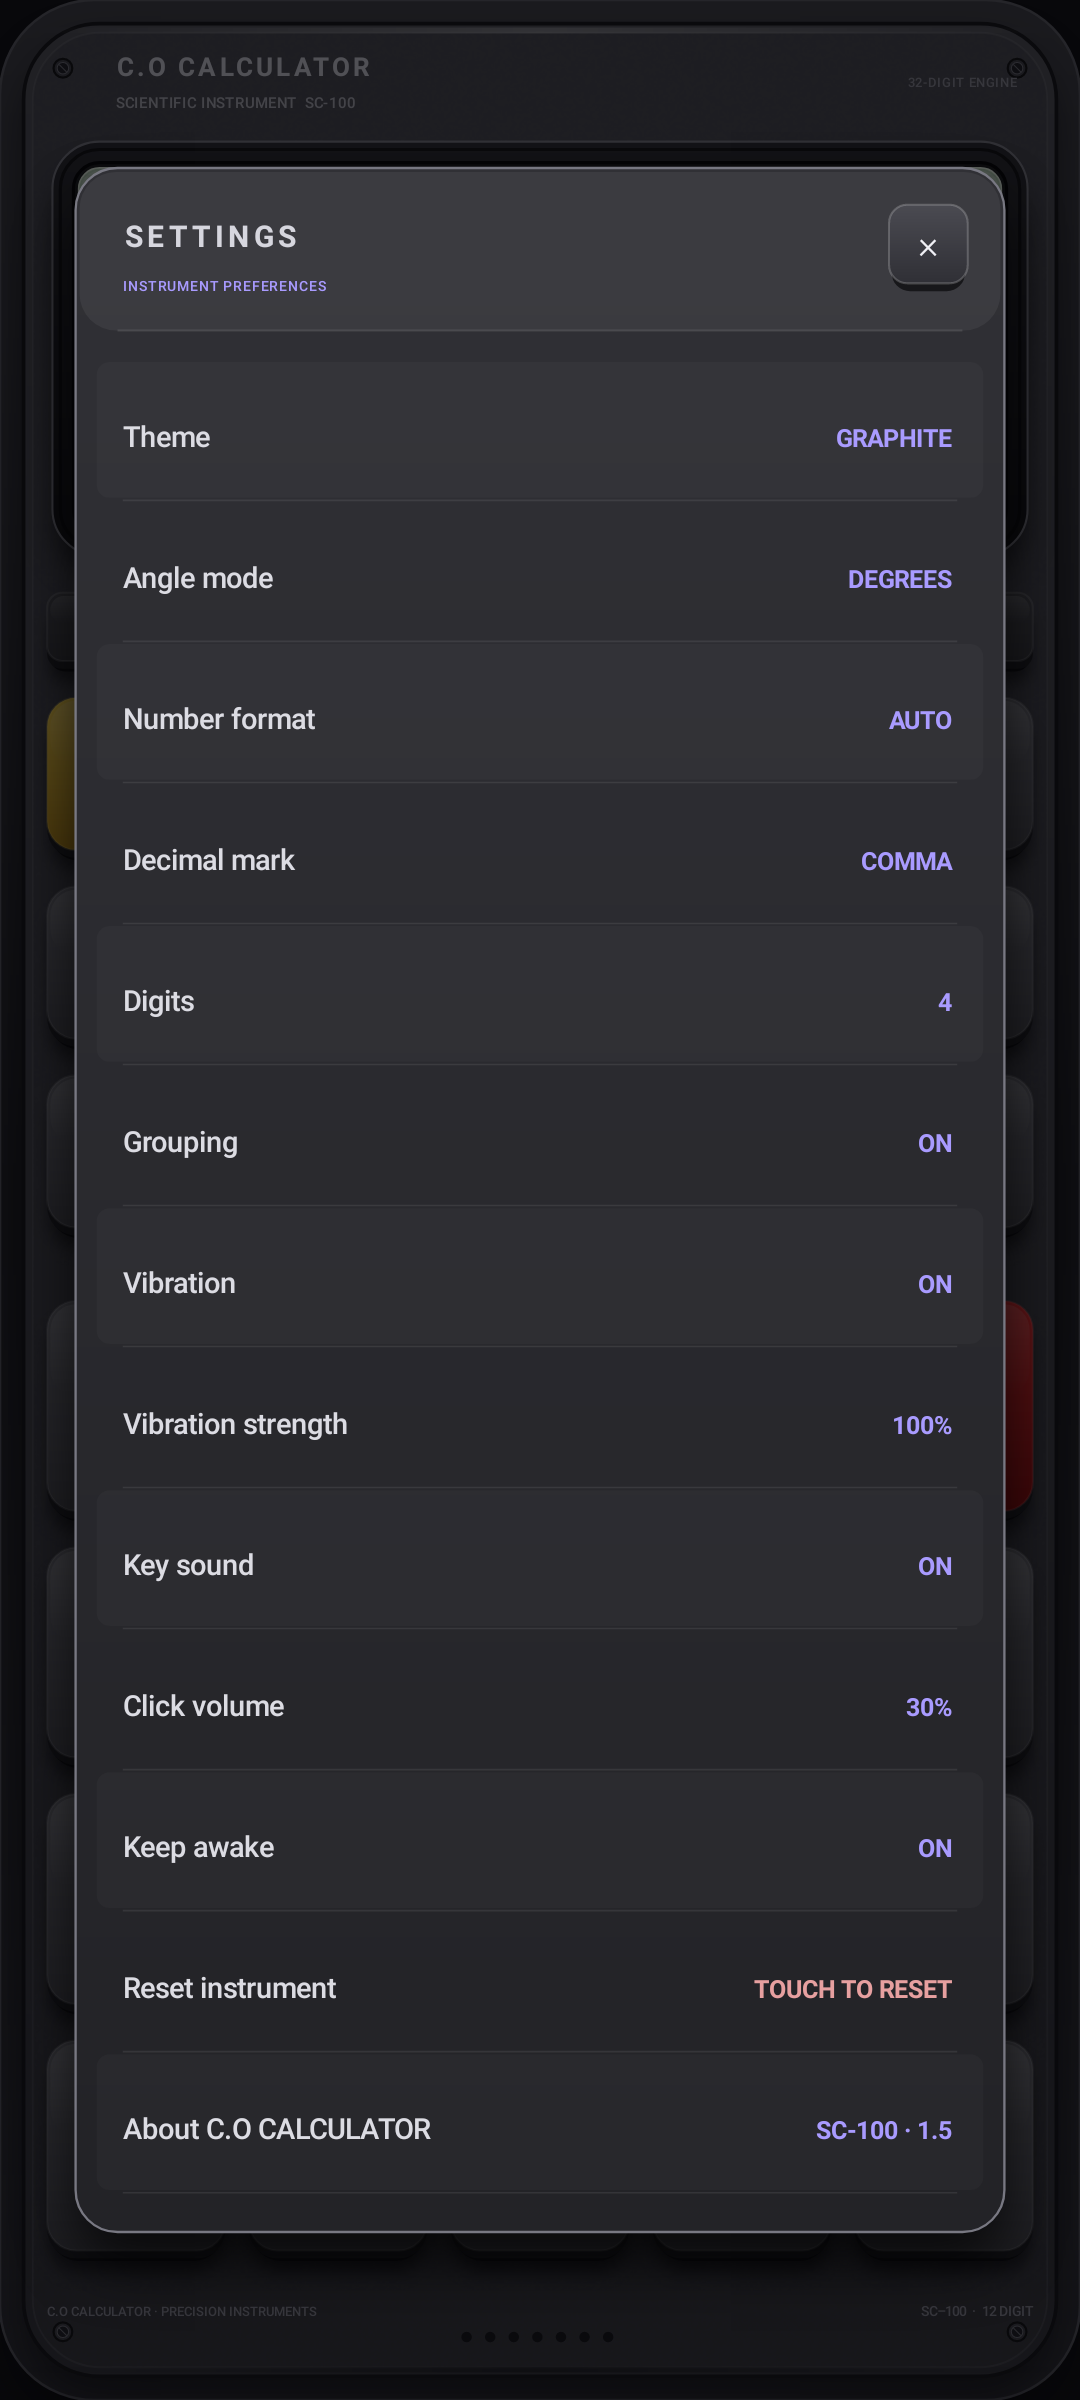 C.O CALCULATOR
SCIENTIFIC INSTRUMENT SC-100
32-DIGIT ENGINE
SETTINGS
INSTRUMENT PREFERENCES
Theme GRAPHITE
Angle mode DEGREES
Number format AUTO
Decimal mark COMMA
Digits 4
Grouping ON
Vibration ON
Vibration strength 100%
Key sound ON
Click volume 30%
Keep awake ON
Reset instrument TOUCH TO RESET
About C.O CALCULATOR SC-100 · 1.5
C.O CALCULATOR · PRECISION INSTRUMENTS
SC-100 · 12 DIGIT